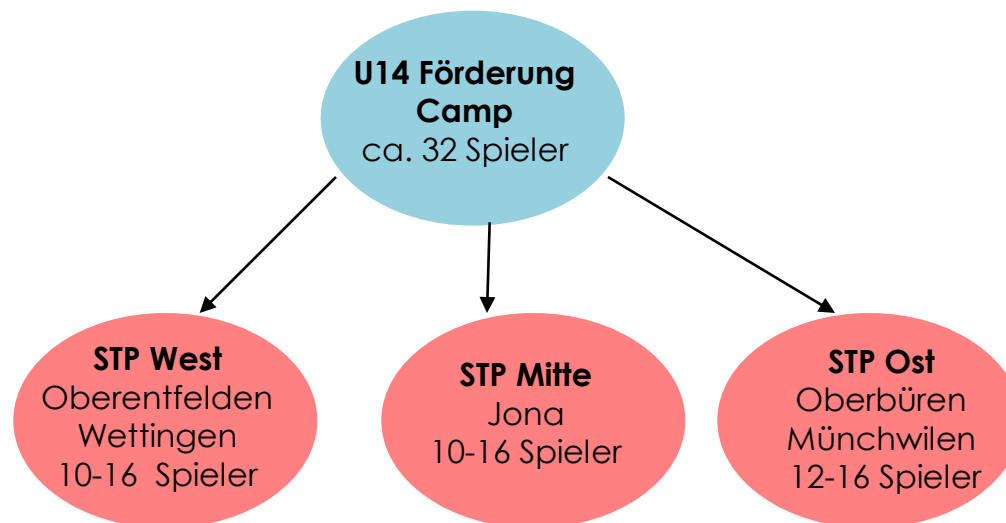 U14 Förderung
Camp
ca. 32 Spieler
STP West
Oberentfelden
Wettingen
10-16 Spieler
STP Mitte
Jona
10-16 Spieler
STP Ost
Oberbüren
Münchwilen
12-16 Spieler